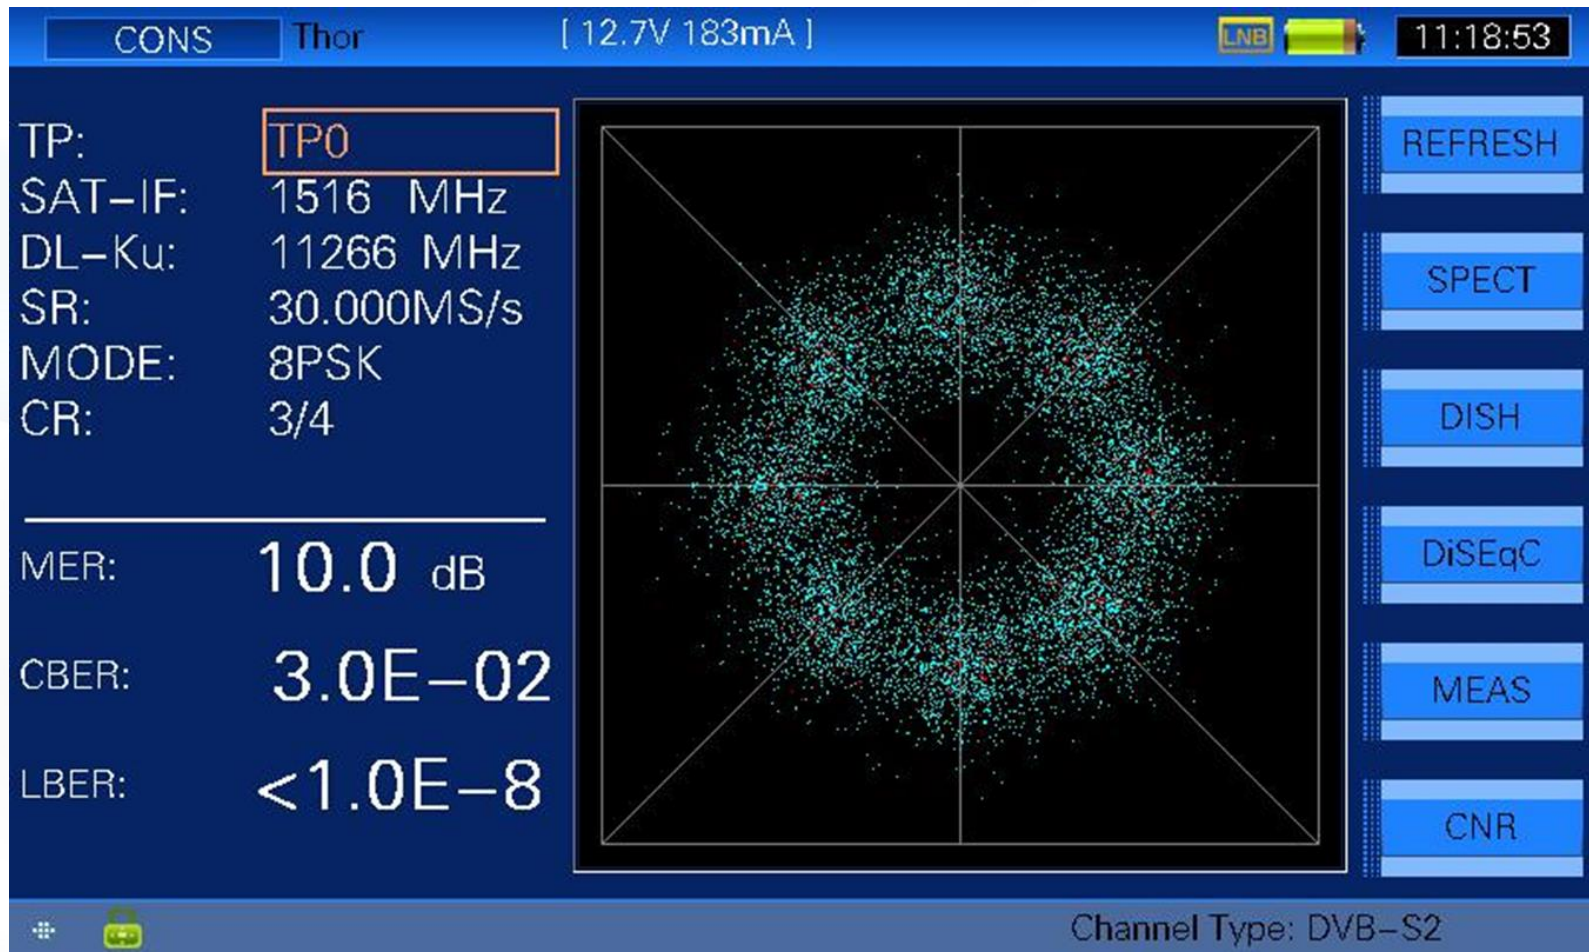 CONS Thor [ 12.7V 183mA ] LNB 11:18:53
TP: TP0
SAT-IF: 1516 MHz
DL-Ku: 11266 MHz
SR: 30.000MS/s
MODE: 8PSK
CR: 3/4
MER: 10.0 dB
CBER: 3.0E-02
LBER: <1.0E-8
REFRESH
SPECT
DISH
DiSEqC
MEAS
CNR
Channel Type: DVB-S2